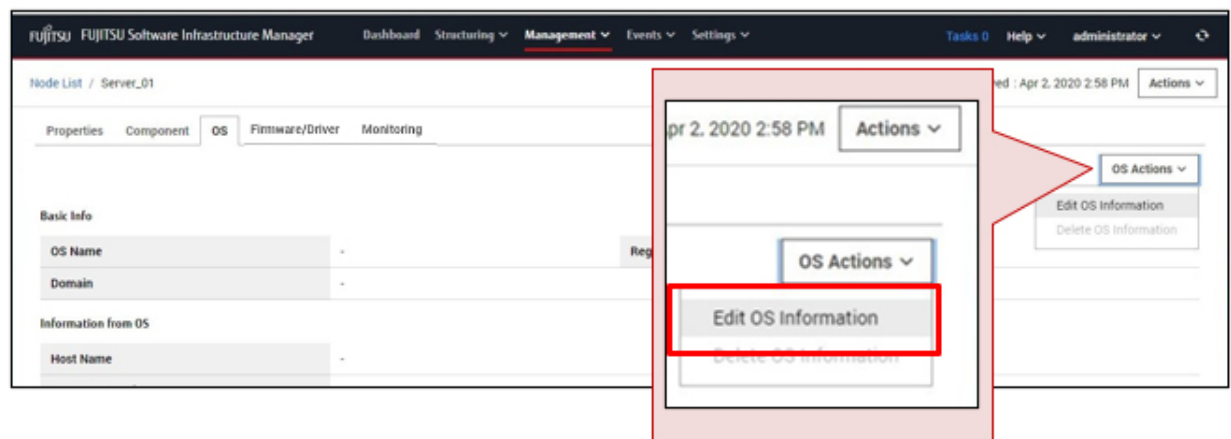 FUJITSU FUJITSU Software Infrastructure Manager Dashboard Structuring Management Events Settings Tasks 0 Help administrator
Node List / Server_01
: Apr 2, 2020 2:58 PM Actions
Properties Component OS Firmware/Driver Monitoring
OS Actions
Edit OS Information
Delete OS Information
Basic Info
OS Name -
Domain -
Information from OS
Host Name -
2, 2020 2:58 PM Actions
OS Actions
Edit OS Information
Delete OS Information